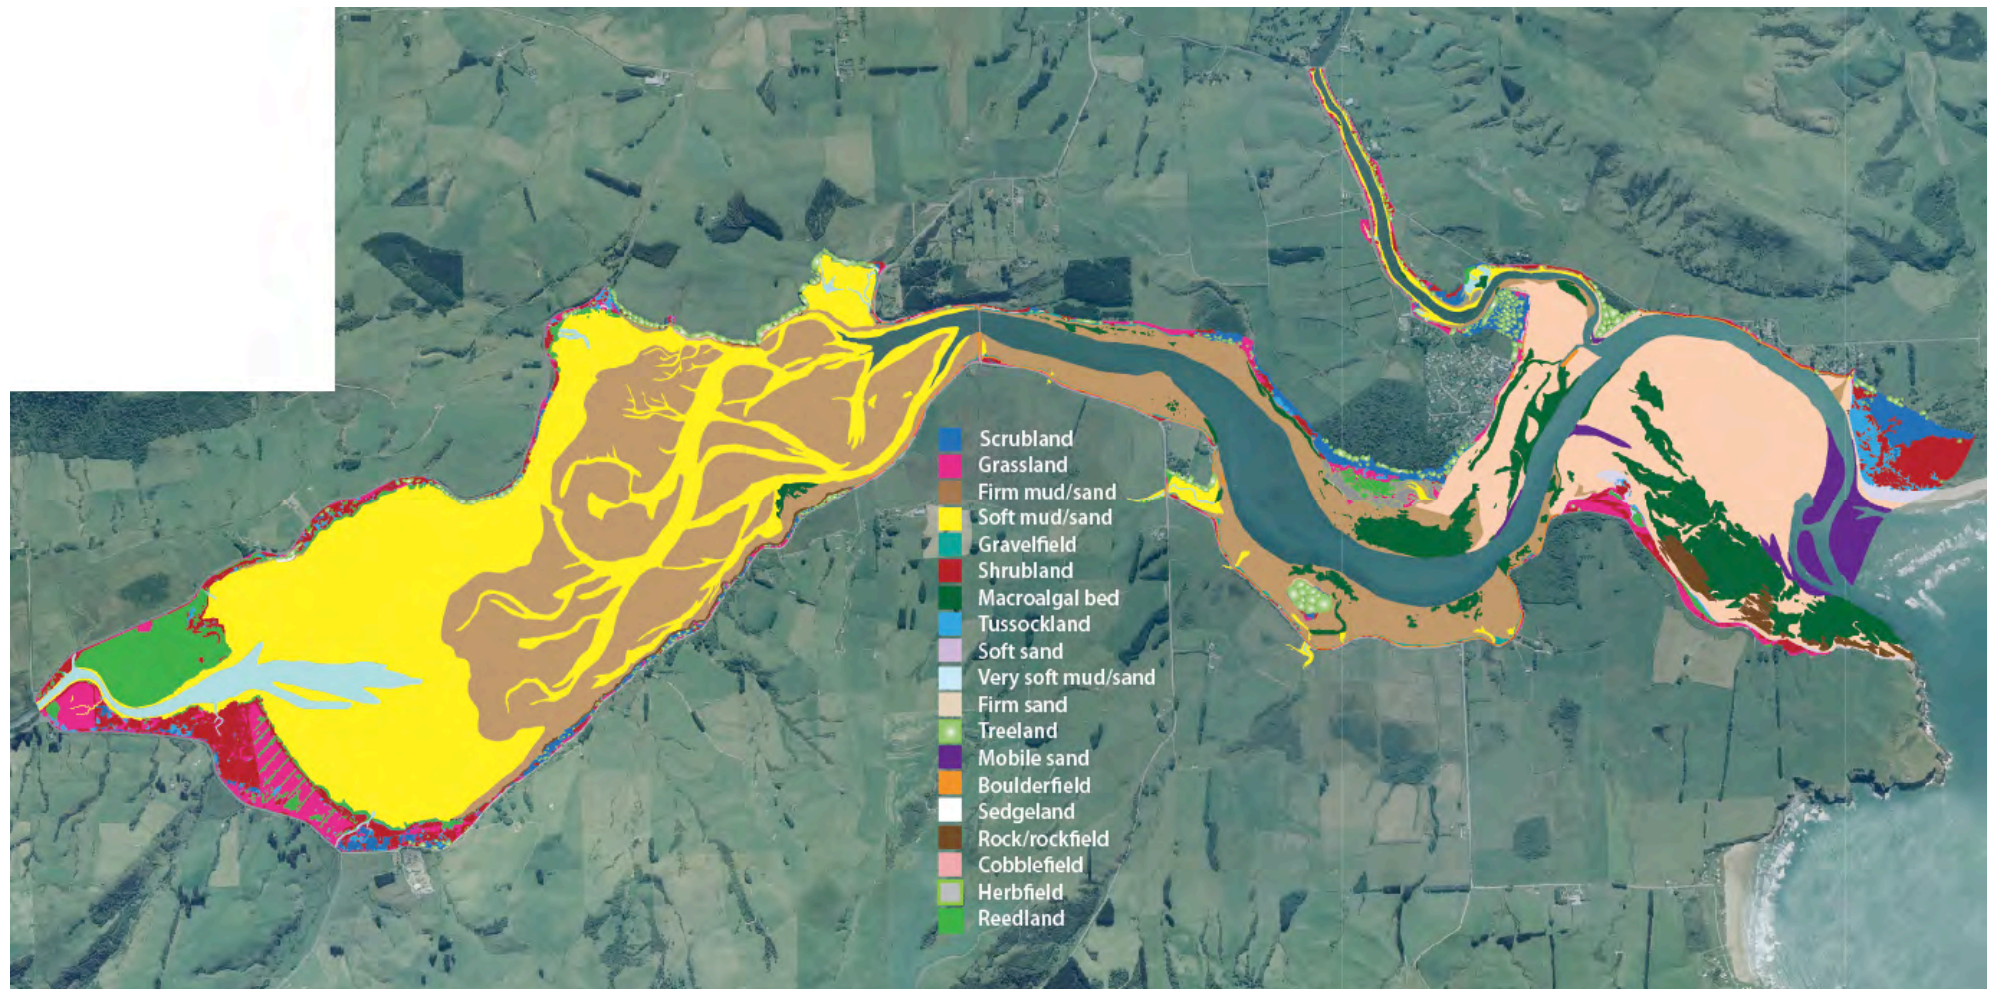 Scrubland
Grassland
Firm mud/sand
Soft mud/sand
Gravelfield
Shrubland
Macroalgal bed
Tussockland
Soft sand
Very soft mud/sand
Firm sand
Treeland
Mobile sand
Boulderfield
Sedgeland
Rock/rockfield
Cobblefield
Herbfield
Reedland